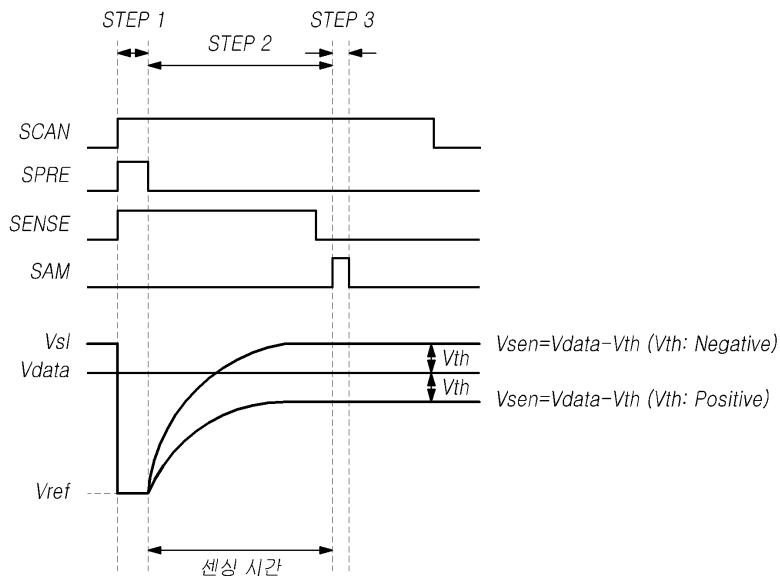 STEP 1
STEP 2
STEP 3
SCAN
SPRE
SENSE
SAM
Vsl
Vdata
Vref
Vth
Vth
Vsen=Vdata-Vth (Vth: Negative)
Vsen=Vdata-Vth (Vth: Positive)
센싱 시간